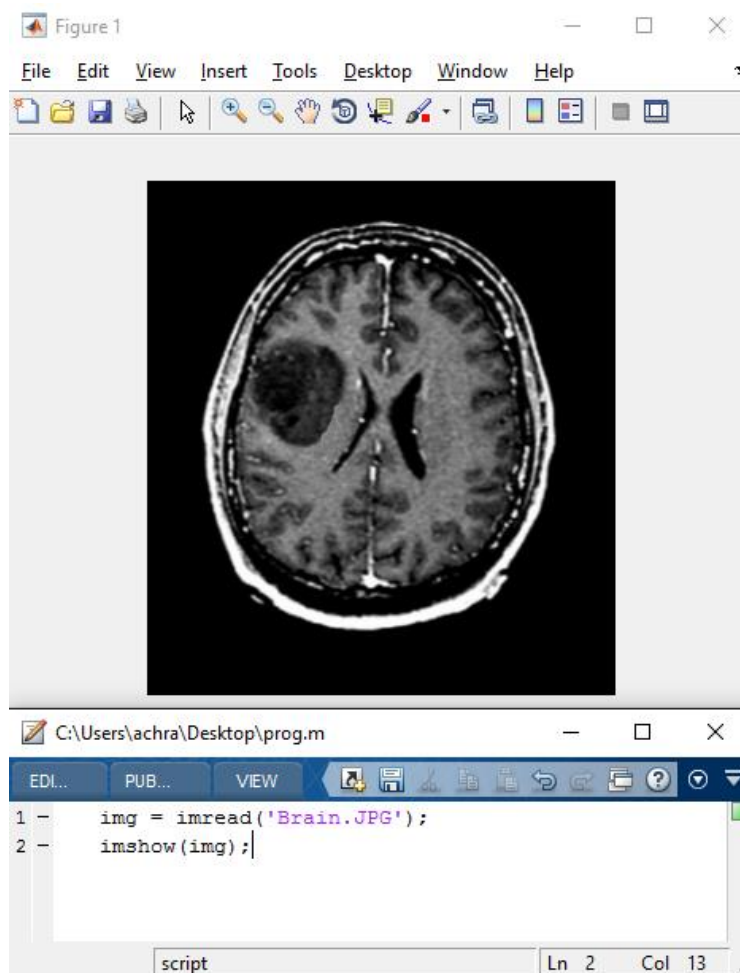 Figure 1
File Edit View Insert Tools Desktop Window Help
C:\Users\achra\Desktop\prog.m
EDI... PUB... VIEW
1 - img = imread('Brain.JPG');
2 - imshow(img);
script Ln 2 Col 13